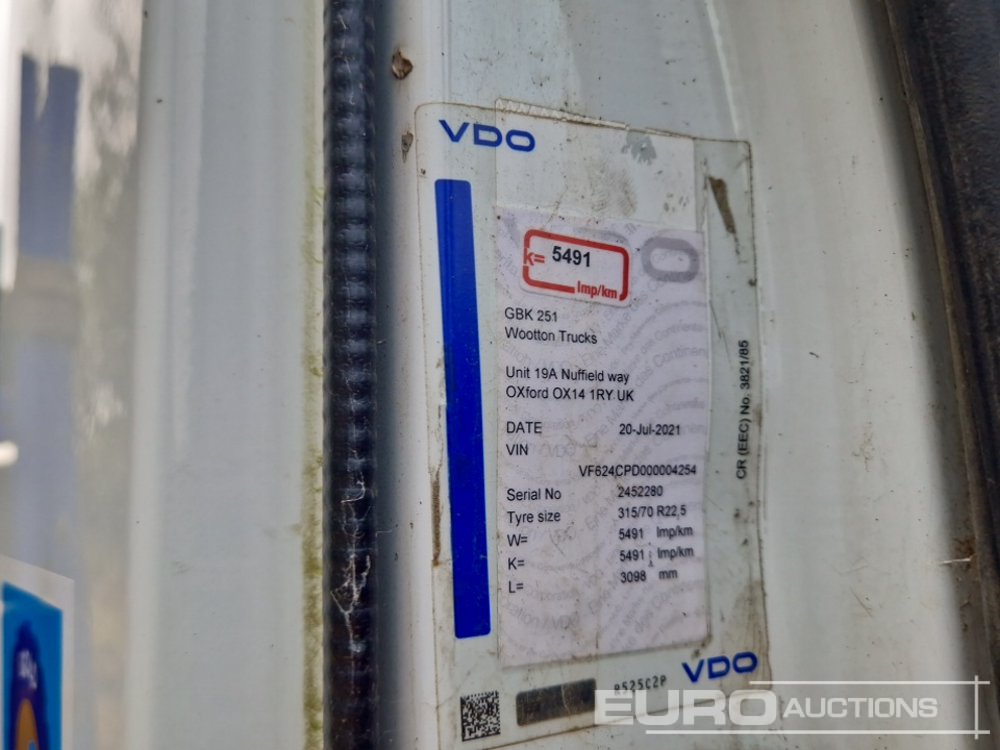 VDO
k= 5491
Imp/km
GBK 251
Wootton Trucks
Unit 19A Nuffield way
OXford OX14 1RY UK
DATE 20-Jul-2021
VIN
VF624CPD000004254
Serial No 2452280
Tyre size 315/70 R22,5
W= 5491 Imp/km
K= 5491 Imp/km
L= 3098 mm
CR (EEC) No. 3821/85
VDO
EURO AUCTIONS